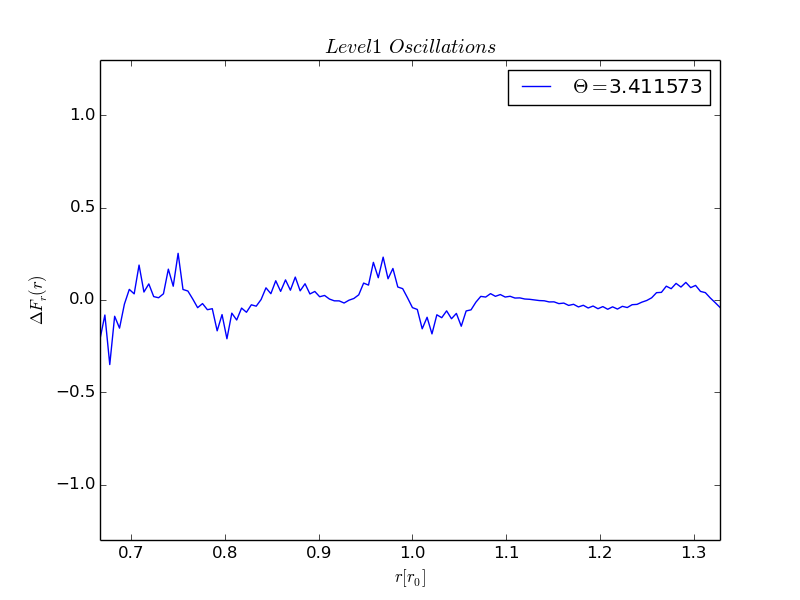 Level1 Oscillations
Θ = 3.411573
1.0
0.5
0.0
−0.5
−1.0
ΔF_r(r)
0.7 0.8 0.9 1.0 1.1 1.2 1.3
r[r_0]